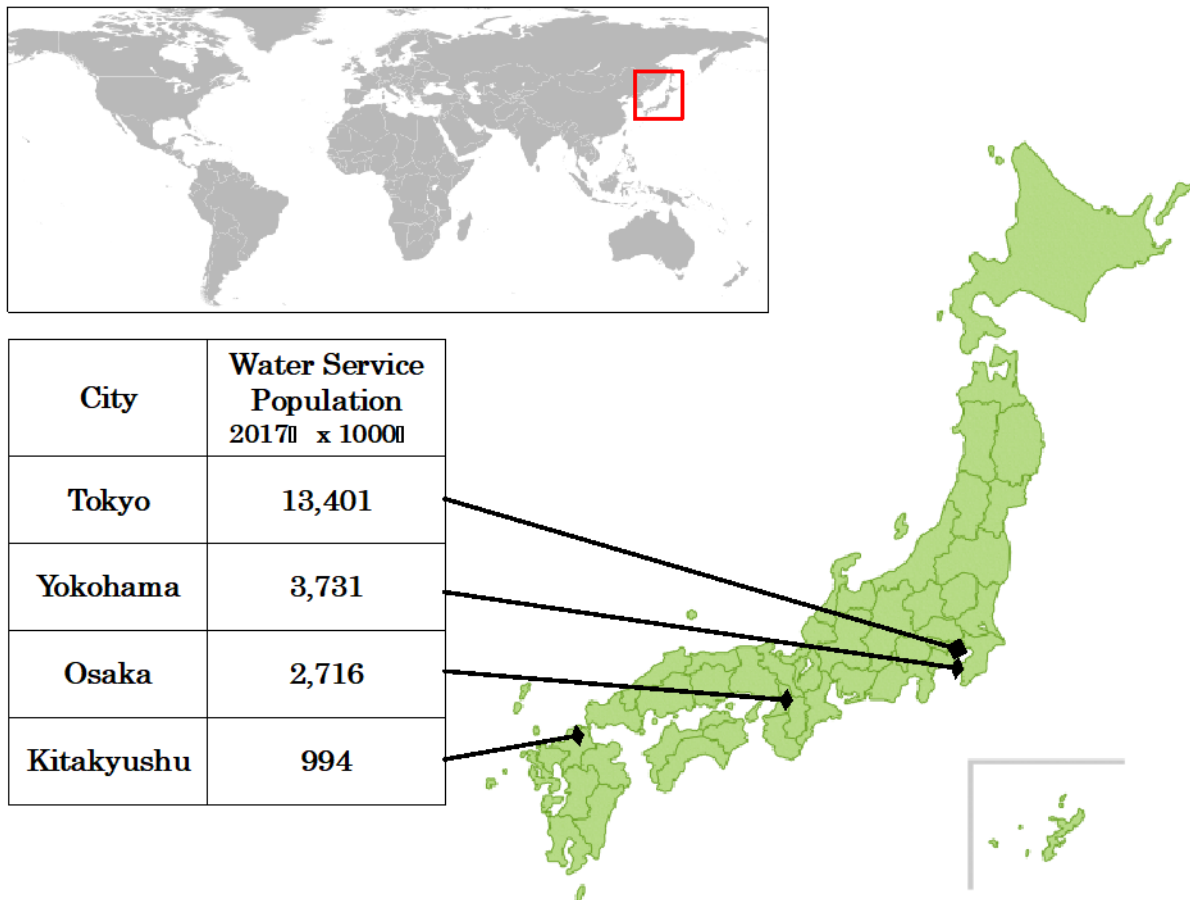 City
Water Service
Population
2017▯ x 1000▯
Tokyo
13,401
Yokohama
3,731
Osaka
2,716
Kitakyushu
994